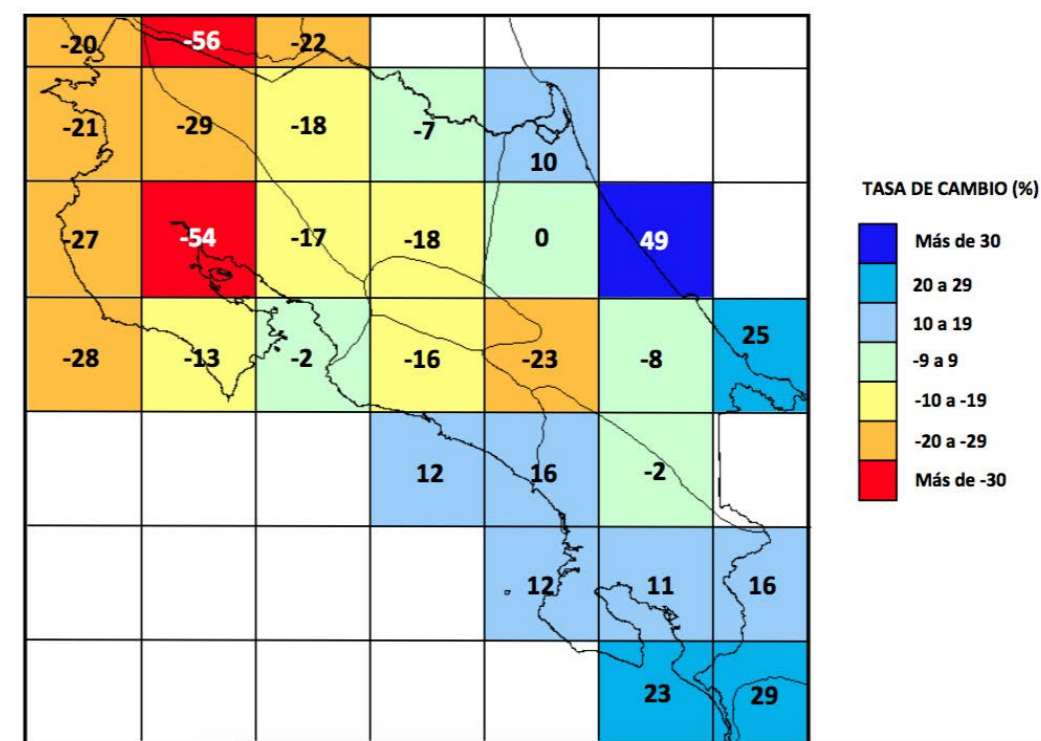 -20 -56 -22
-21 -29 -18 -7 10
-27 -54 -17 -18 0 49
-28 -13 -2 -16 -23 -8 25
12 16 -2
12 11 16
23 29
TASA DE CAMBIO (%)
Más de 30
20 a 29
10 a 19
-9 a 9
-10 a -19
-20 a -29
Más de -30